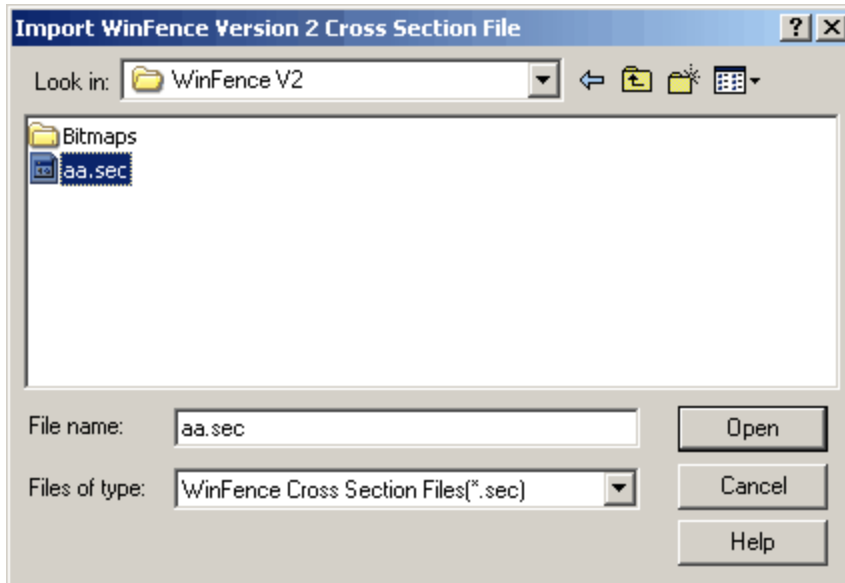 Import WinFence Version 2 Cross Section File
Look in: WinFence V2
Bitmaps
aa.sec
File name: aa.sec Open
Files of type: WinFence Cross Section Files(*.sec) Cancel
Help